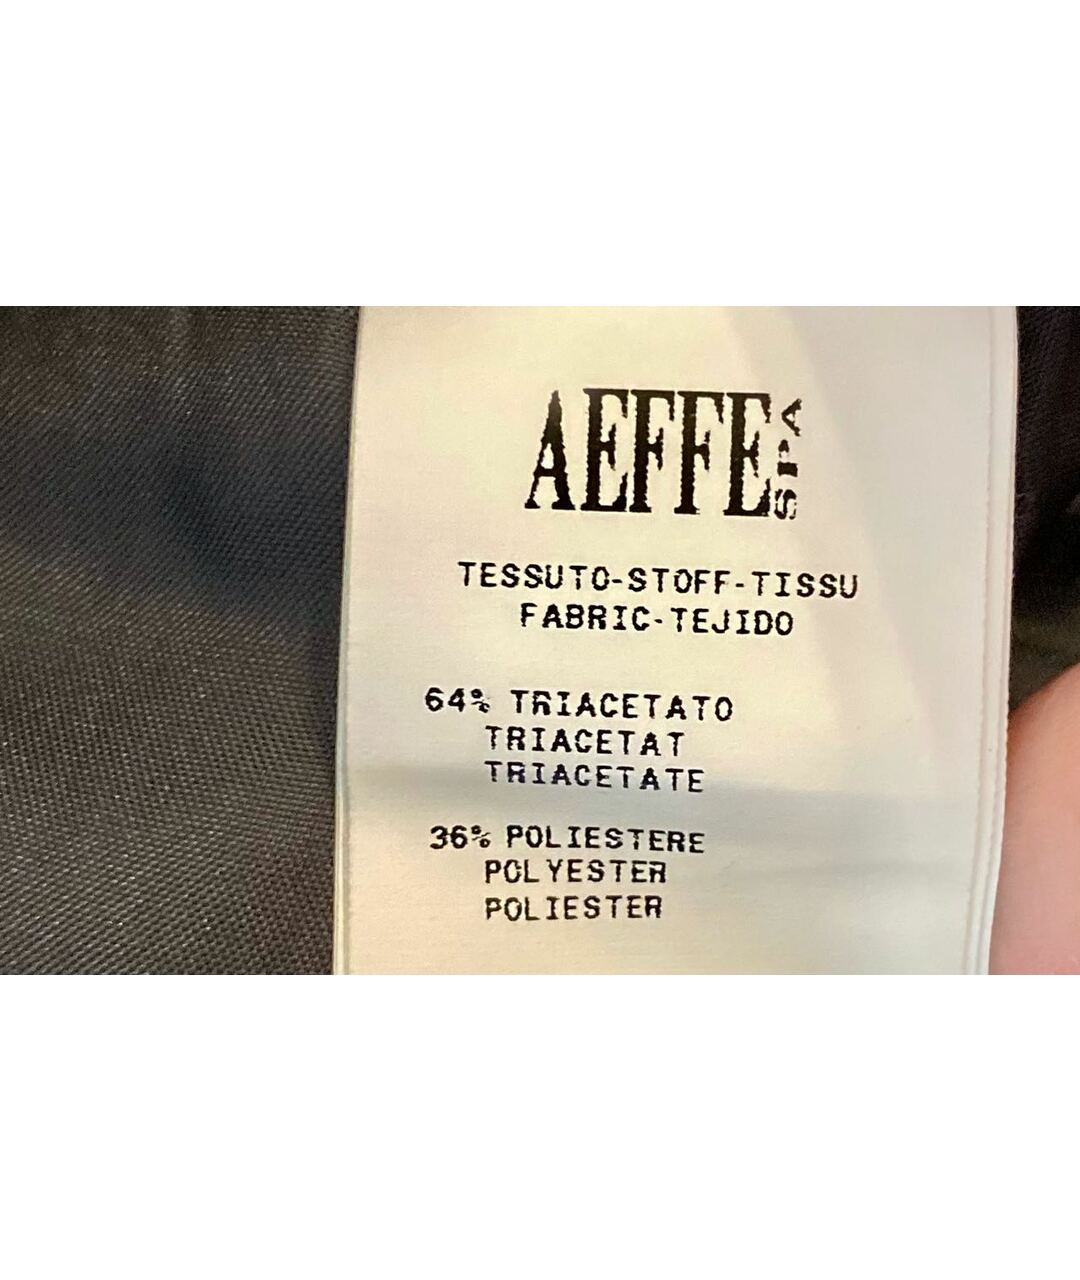 AEFFE SPA
TESSUTO-STOFF-TISSU
FABRIC-TEJIDO
64% TRIACETATO
TRIACETAT
TRIACETATE
36% POLIESTERE
POLYESTER
POLIESTER